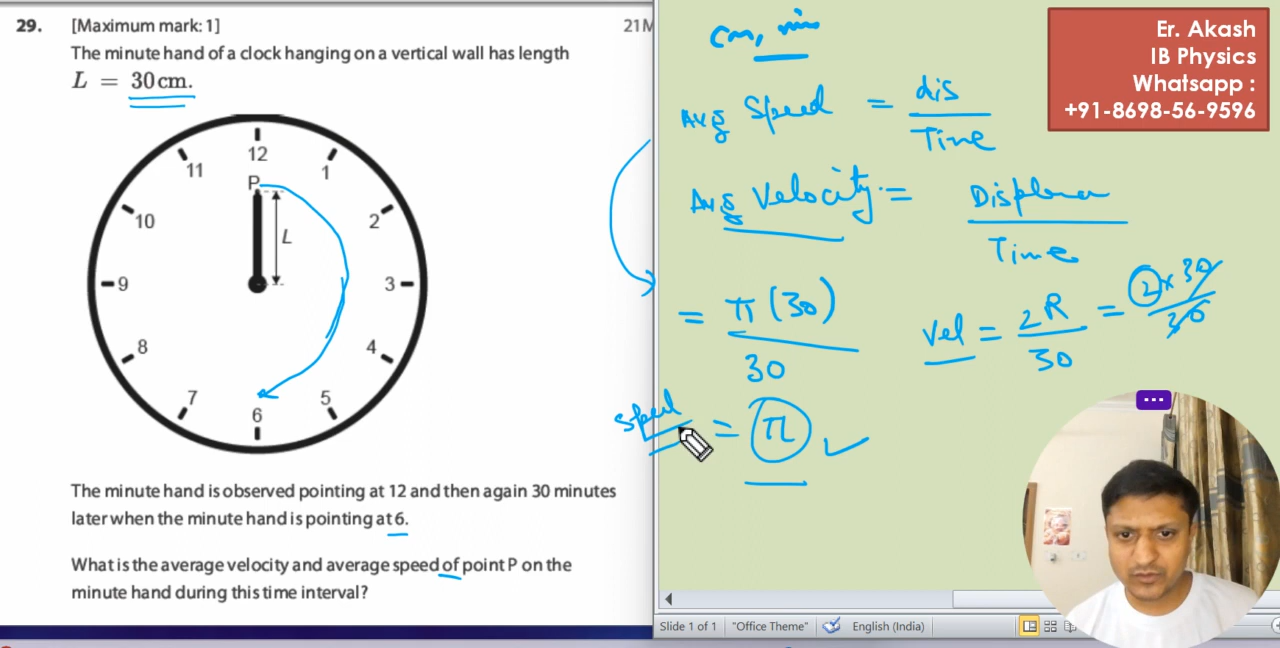 29. [Maximum mark: 1]
21M
The minute hand of a clock hanging on a vertical wall has length
L = 30 cm.
12
1
2
3
4
5
6
7
8
9
10
11
P
L
The minute hand is observed pointing at 12 and then again 30 minutes
later when the minute hand is pointing at 6.
What is the average velocity and average speed of point P on the
minute hand during this time interval?
cm, min
Avg Speed = dis / Time
Avg Velocity = Displace / Time
= π(30) / 30
Vel = 2R / 30 = 2 × 30 / 30
Speed = π
Er. Akash
IB Physics
Whatsapp :
+91-8698-56-9596
Slide 1 of 1 "Office Theme" English (India)